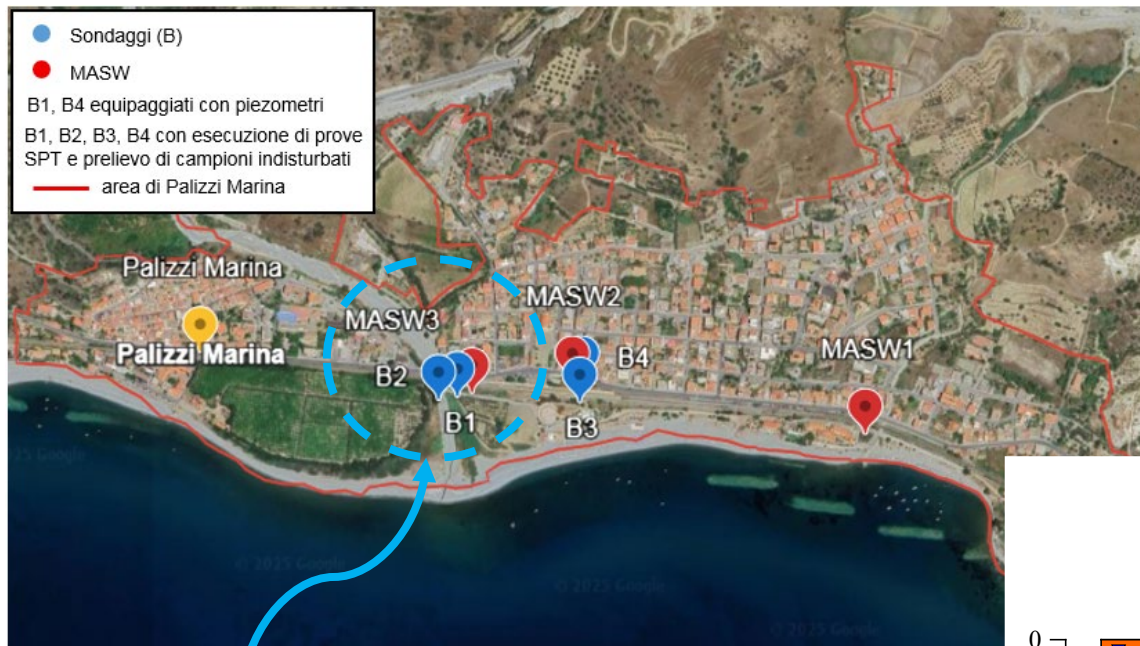 Sondaggi (B)
MASW
B1, B4 equipaggiati con piezometri
B1, B2, B3, B4 con esecuzione di prove
SPT e prelievo di campioni indisturbati
area di Palizzi Marina
Palizzi Marina
Palizzi Marina
MASW3
MASW2
MASW1
B2
B4
B1
B3
25 Google
© 2025 Google
© 2025 Google
© 2025 Google
0